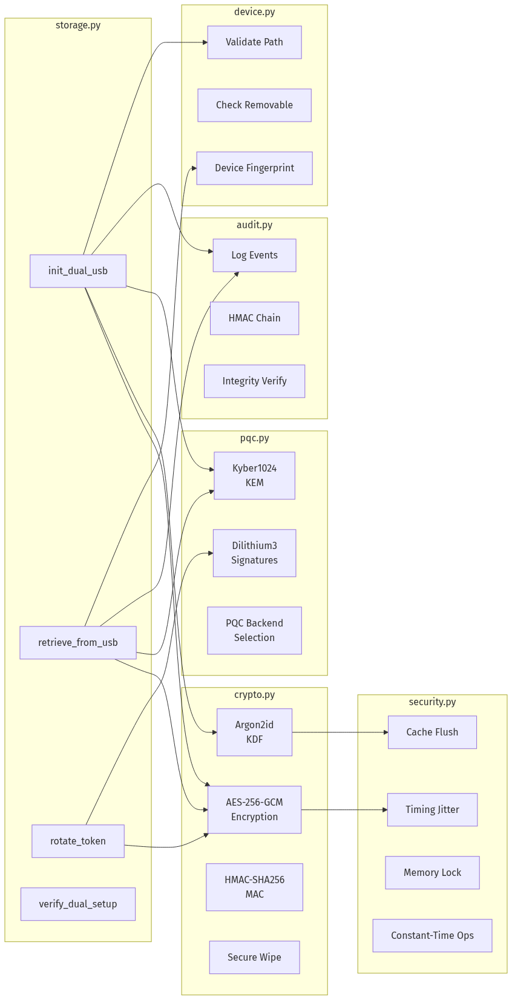 storage.py
init_dual_usb
retrieve_from_usb
rotate_token
verify_dual_setup
device.py
Validate Path
Check Removable
Device Fingerprint
audit.py
Log Events
HMAC Chain
Integrity Verify
pqc.py
Kyber1024
KEM
Dilithium3
Signatures
PQC Backend
Selection
crypto.py
Argon2id
KDF
AES-256-GCM
Encryption
HMAC-SHA256
MAC
Secure Wipe
security.py
Cache Flush
Timing Jitter
Memory Lock
Constant-Time Ops